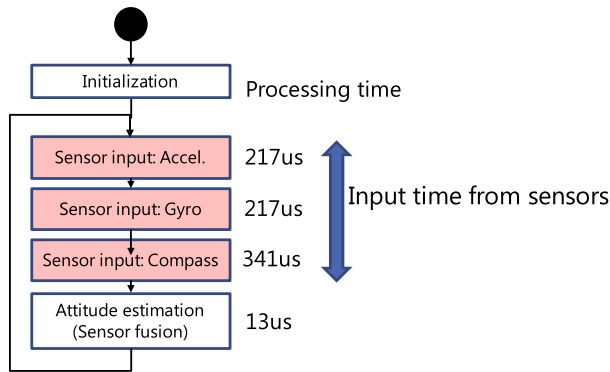 Initialization
Processing time
Sensor input: Accel.
217us
Sensor input: Gyro
217us
Input time from sensors
Sensor input: Compass
341us
Attitude estimation
(Sensor fusion)
13us